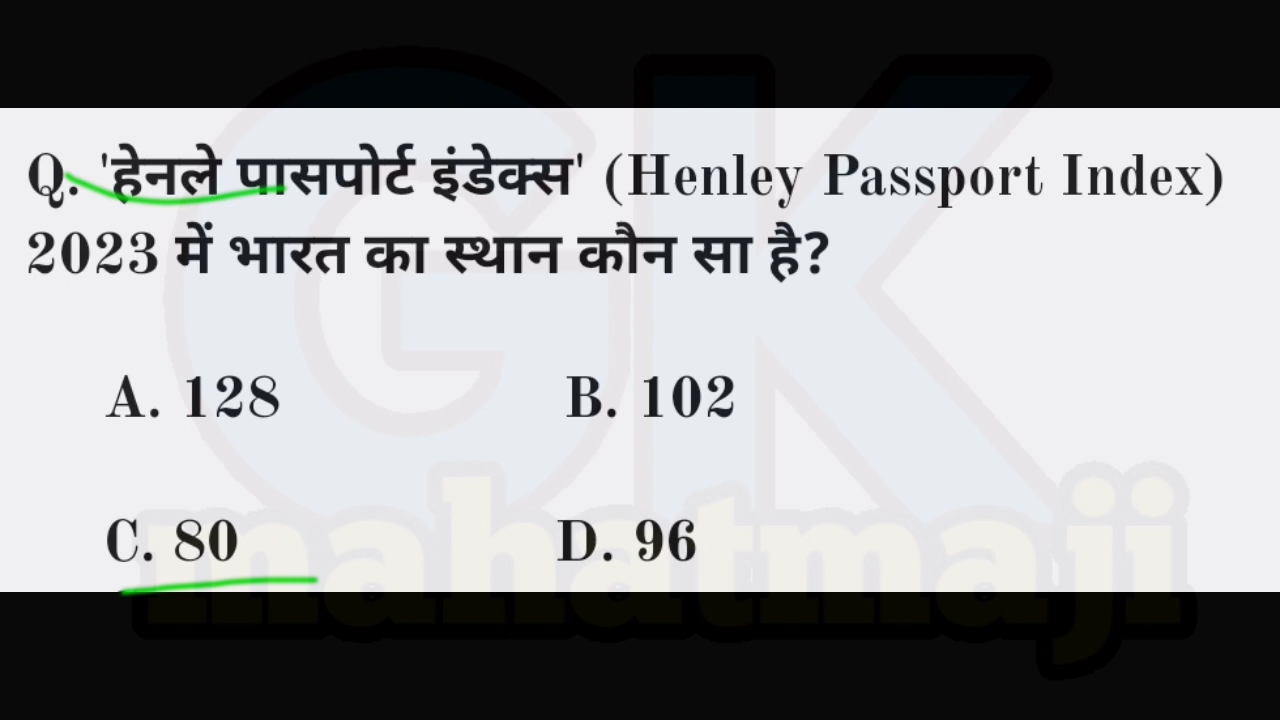 Q. 'हेनले पासपोर्ट इंडेक्स' (Henley Passport Index)
2023 में भारत का स्थान कौन सा है?
A. 128 B. 102
C. 80 D. 96
GK
mahatmaji